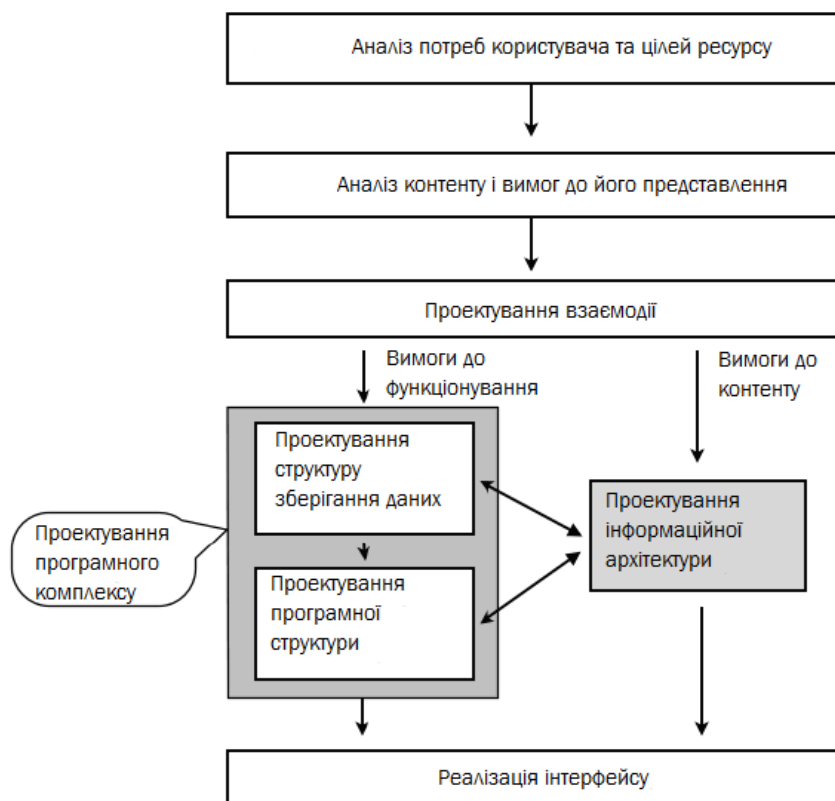 Аналіз потреб користувача та цілей ресурсу
Аналіз контенту і вимог до його представлення
Проектування взаємодії
Вимоги до
функціонування
Вимоги до
контенту
Проектування
структуру
зберігання даних
Проектування
інформаційної
архітектури
Проектування
програмного
комплексу
Проектування
програмної
структури
Реалізація інтерфейсу